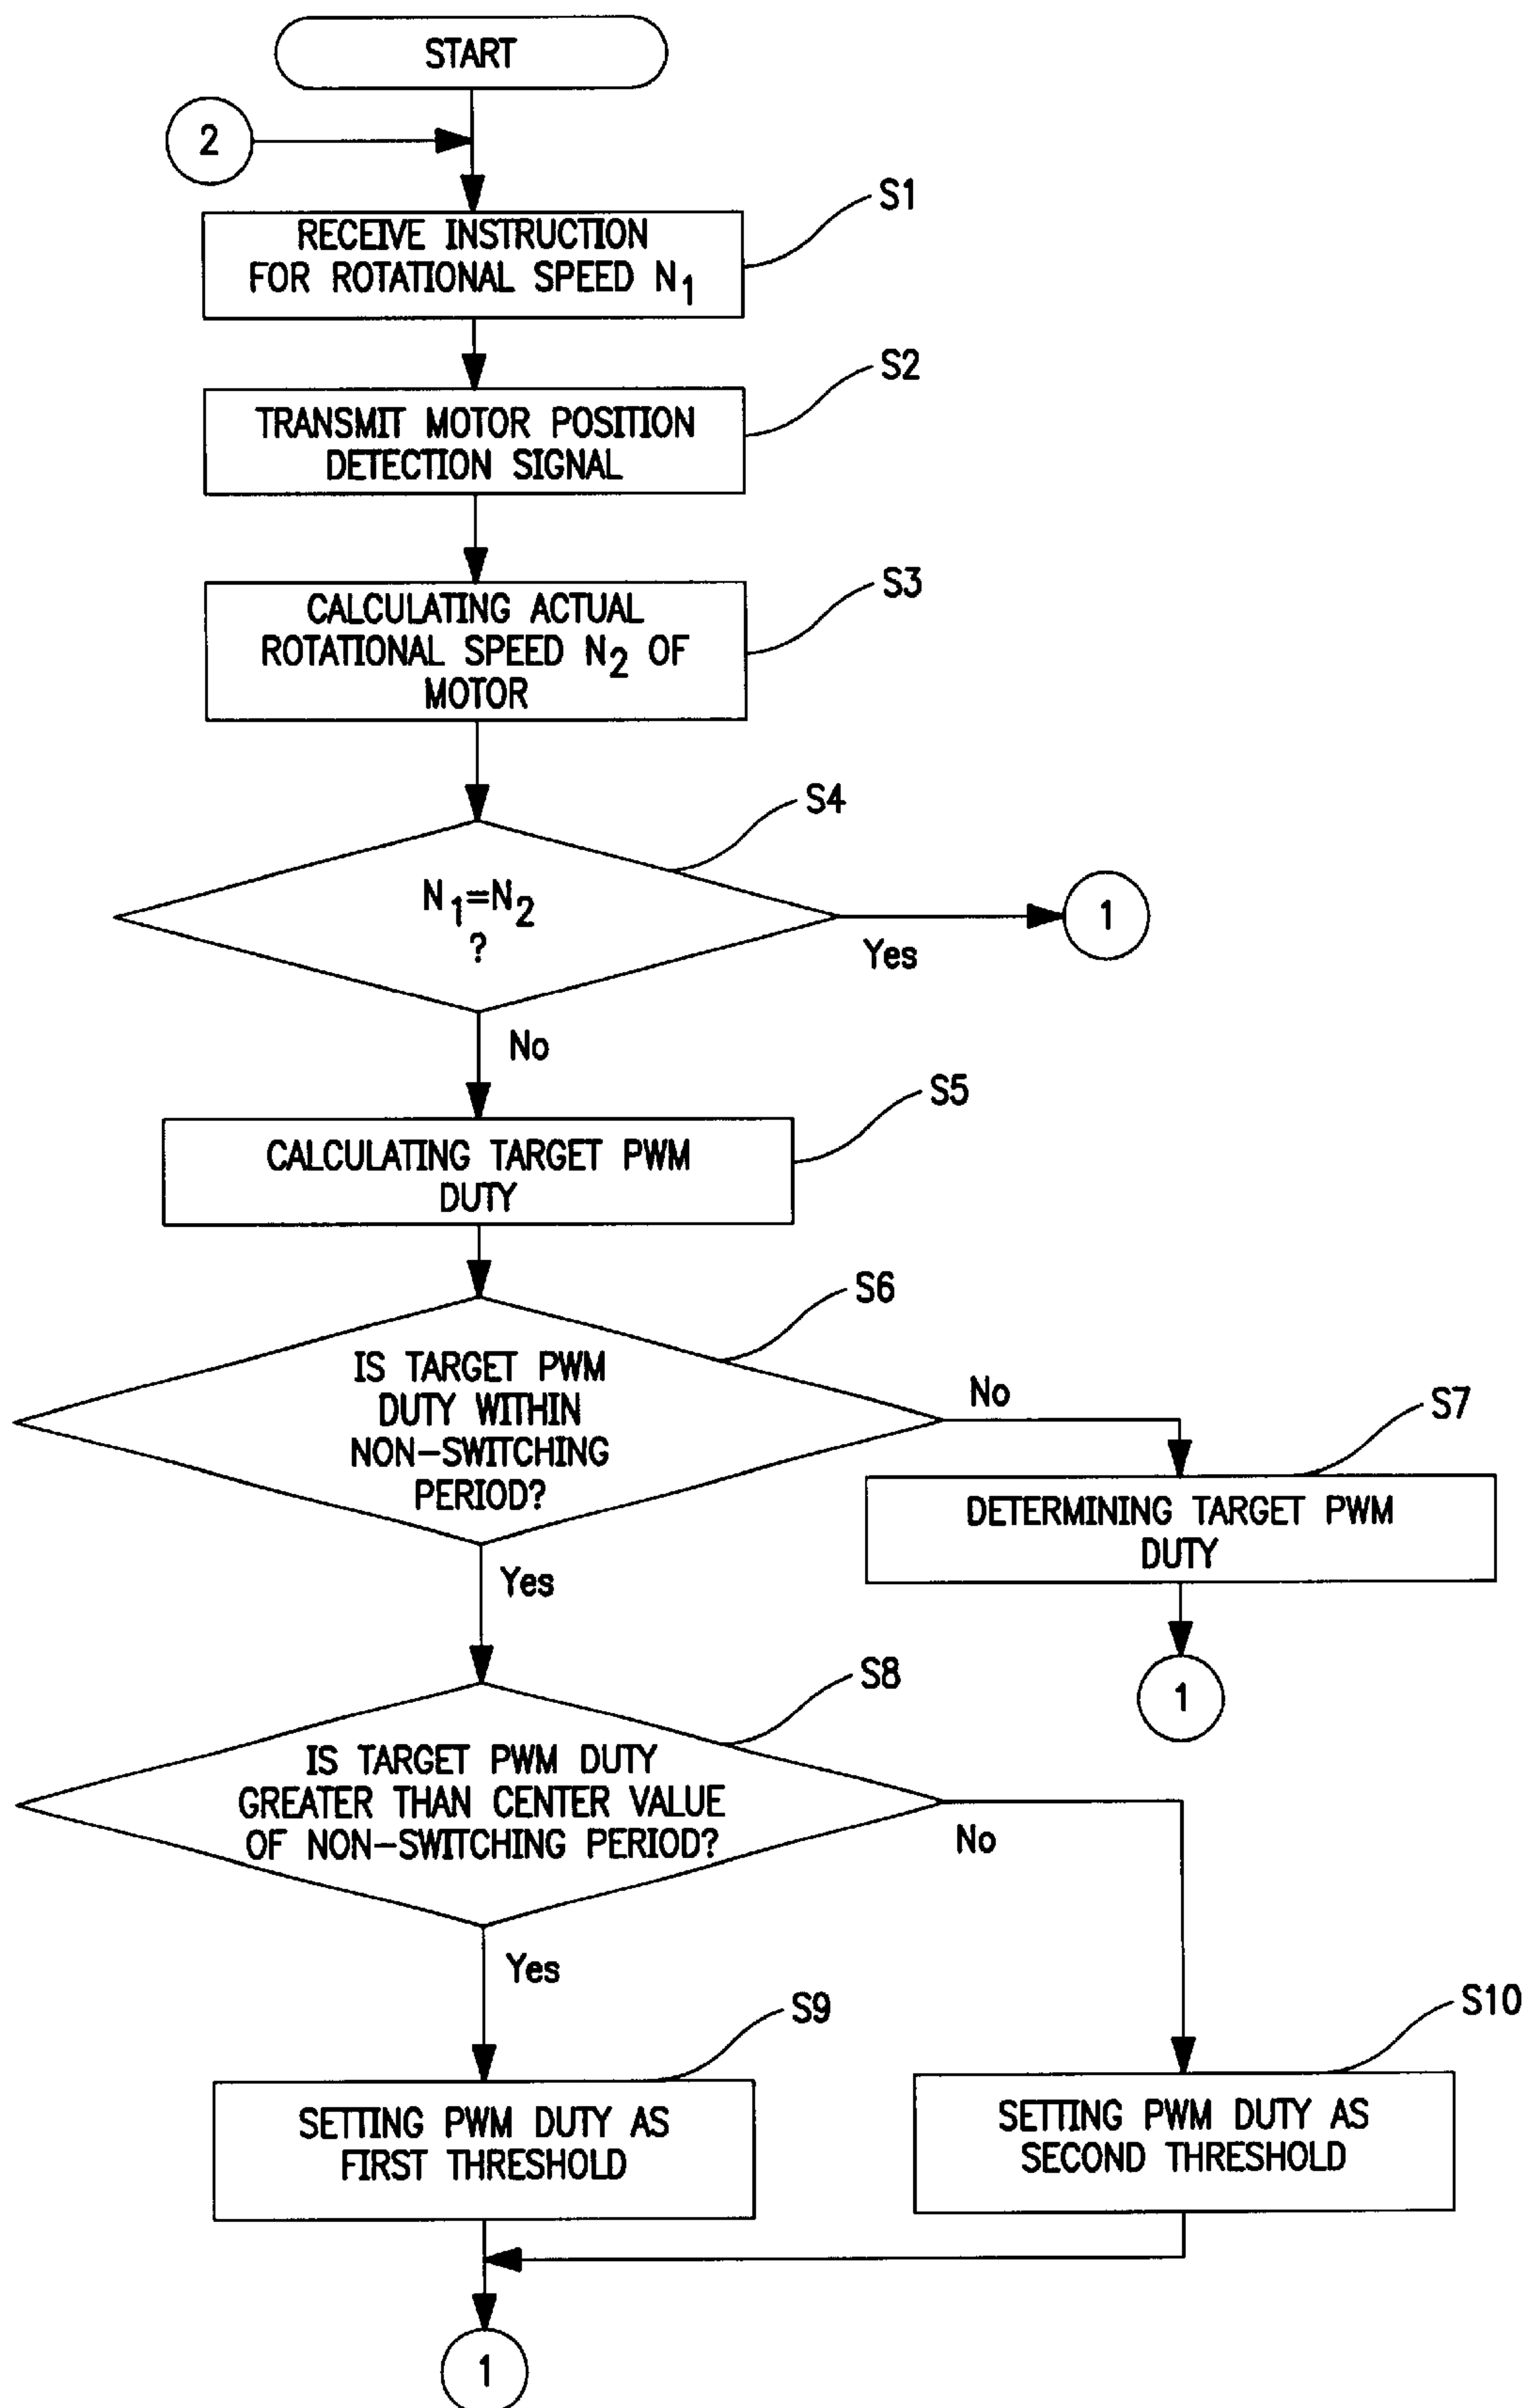 START
2
S1
RECEIVE INSTRUCTION
FOR ROTATIONAL SPEED N₁
S2
TRANSMIT MOTOR POSITION
DETECTION SIGNAL
S3
CALCULATING ACTUAL
ROTATIONAL SPEED N₂ OF
MOTOR
S4
N₁=N₂
?
1
Yes
No
S5
CALCULATING TARGET PWM
DUTY
S6
IS TARGET PWM
DUTY WITHIN
NON-SWITCHING
PERIOD?
No
S7
DETERMINING TARGET PWM
DUTY
Yes
1
S8
IS TARGET PWM DUTY
GREATER THAN CENTER VALUE
OF NON-SWITCHING PERIOD?
No
Yes
S9
S10
SETTING PWM DUTY AS
FIRST THRESHOLD
SETTING PWM DUTY AS
SECOND THRESHOLD
1